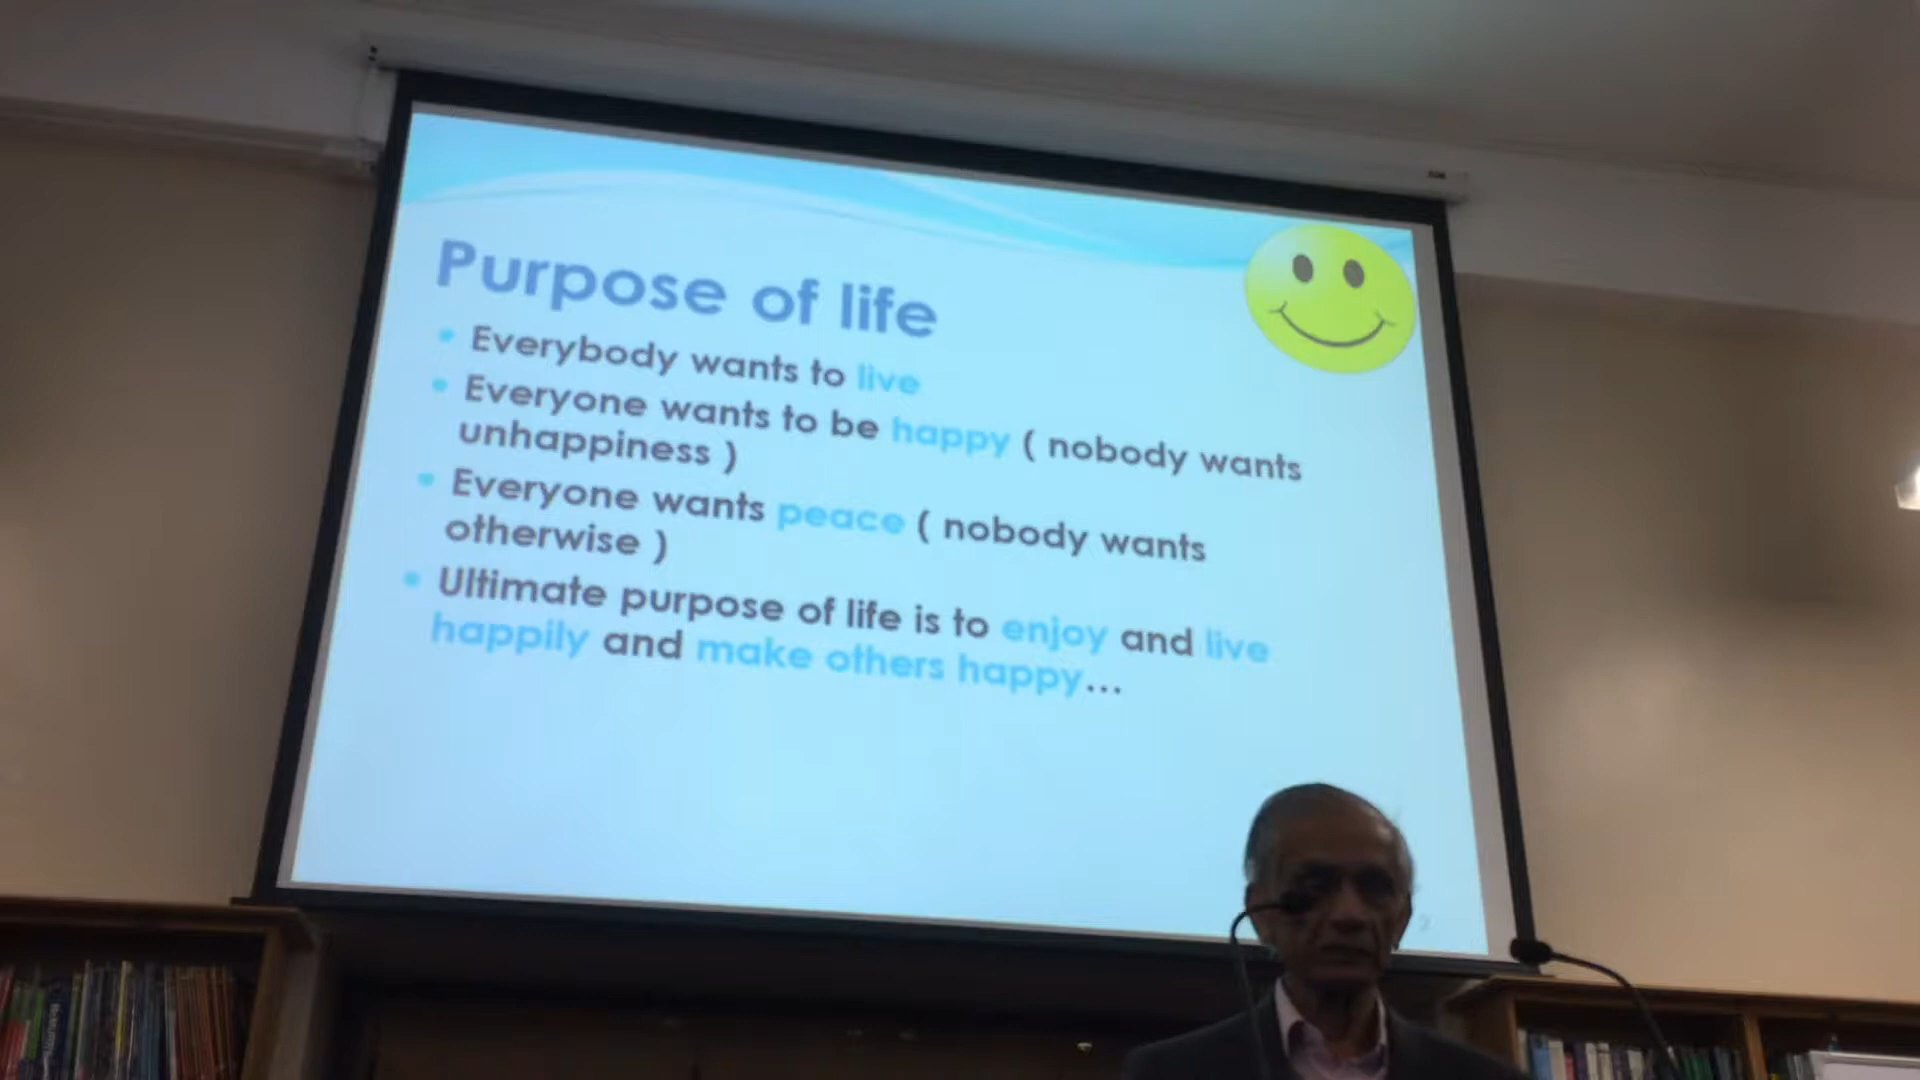 Purpose of life
Everybody wants to live
Everyone wants to be happy ( nobody wants
unhappiness )
Everyone wants peace ( nobody wants
otherwise )
Ultimate purpose of life is to enjoy and live
happily and make others happy...
2